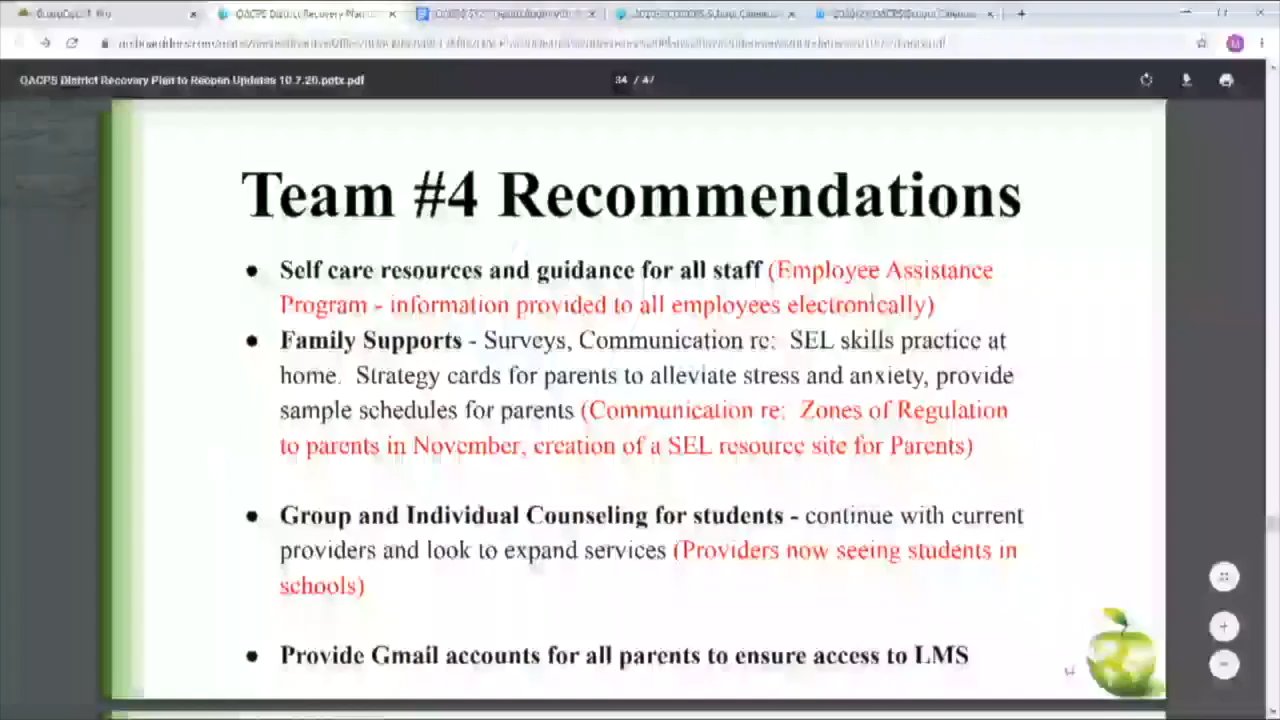 QACPS District Recovery Plan to Reopen Updates 10.7.20.pptx.pdf
34 / 47
Team #4 Recommendations
● Self care resources and guidance for all staff (Employee Assistance
Program - information provided to all employees electronically)
● Family Supports - Surveys, Communication re: SEL skills practice at
home. Strategy cards for parents to alleviate stress and anxiety, provide
sample schedules for parents (Communication re: Zones of Regulation
to parents in November, creation of a SEL resource site for Parents)
● Group and Individual Counseling for students - continue with current
providers and look to expand services (Providers now seeing students in
schools)
● Provide Gmail accounts for all parents to ensure access to LMS